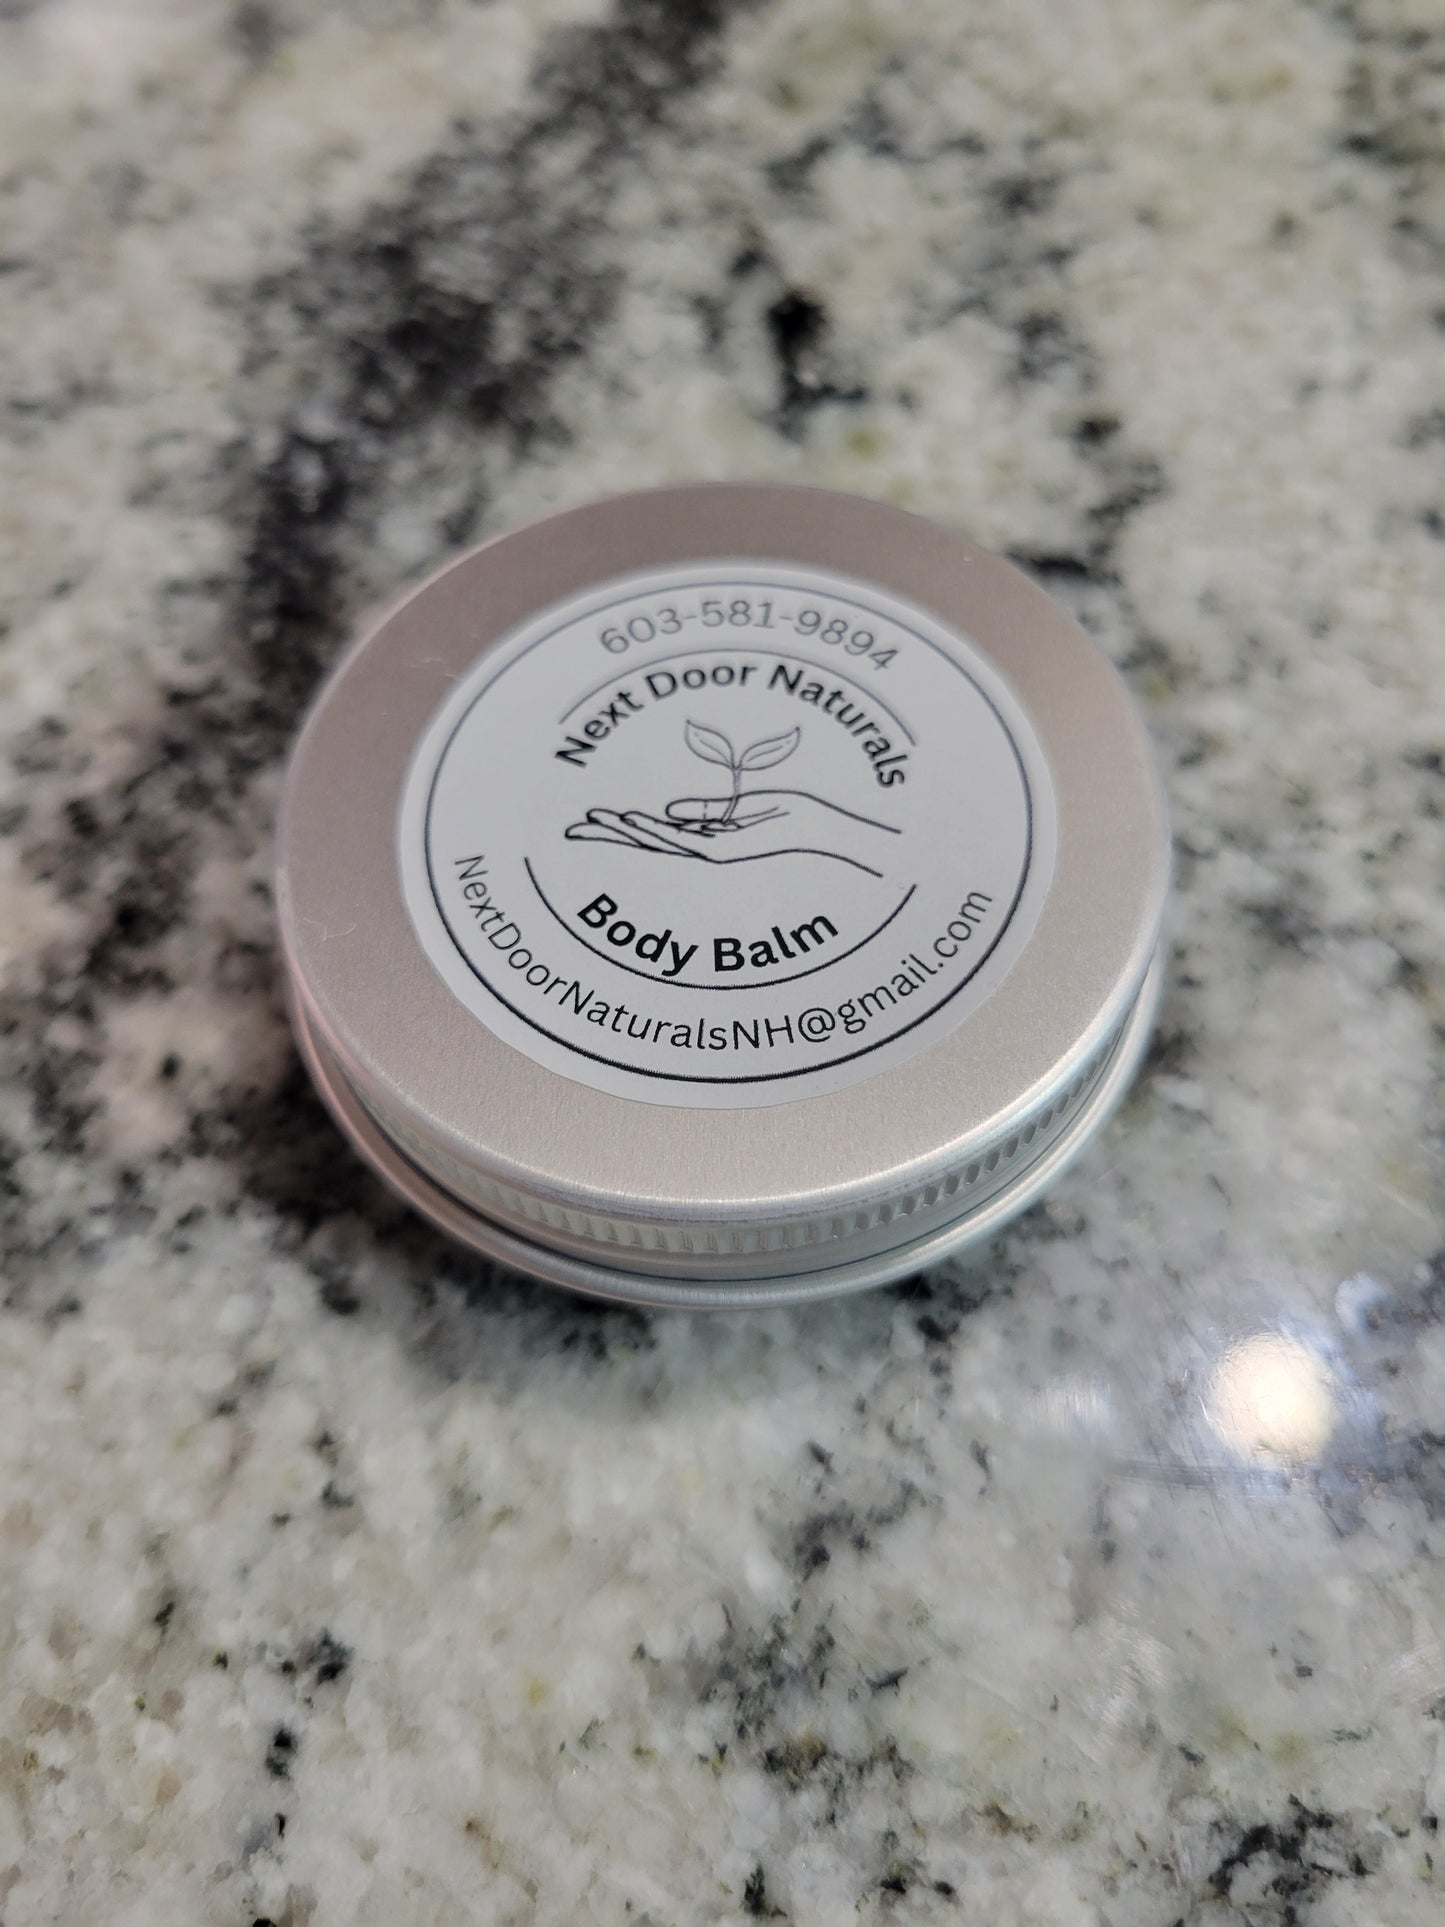 603-581-9894
Next Door Naturals
Body Balm
NextDoorNaturalsNH@gmail.com